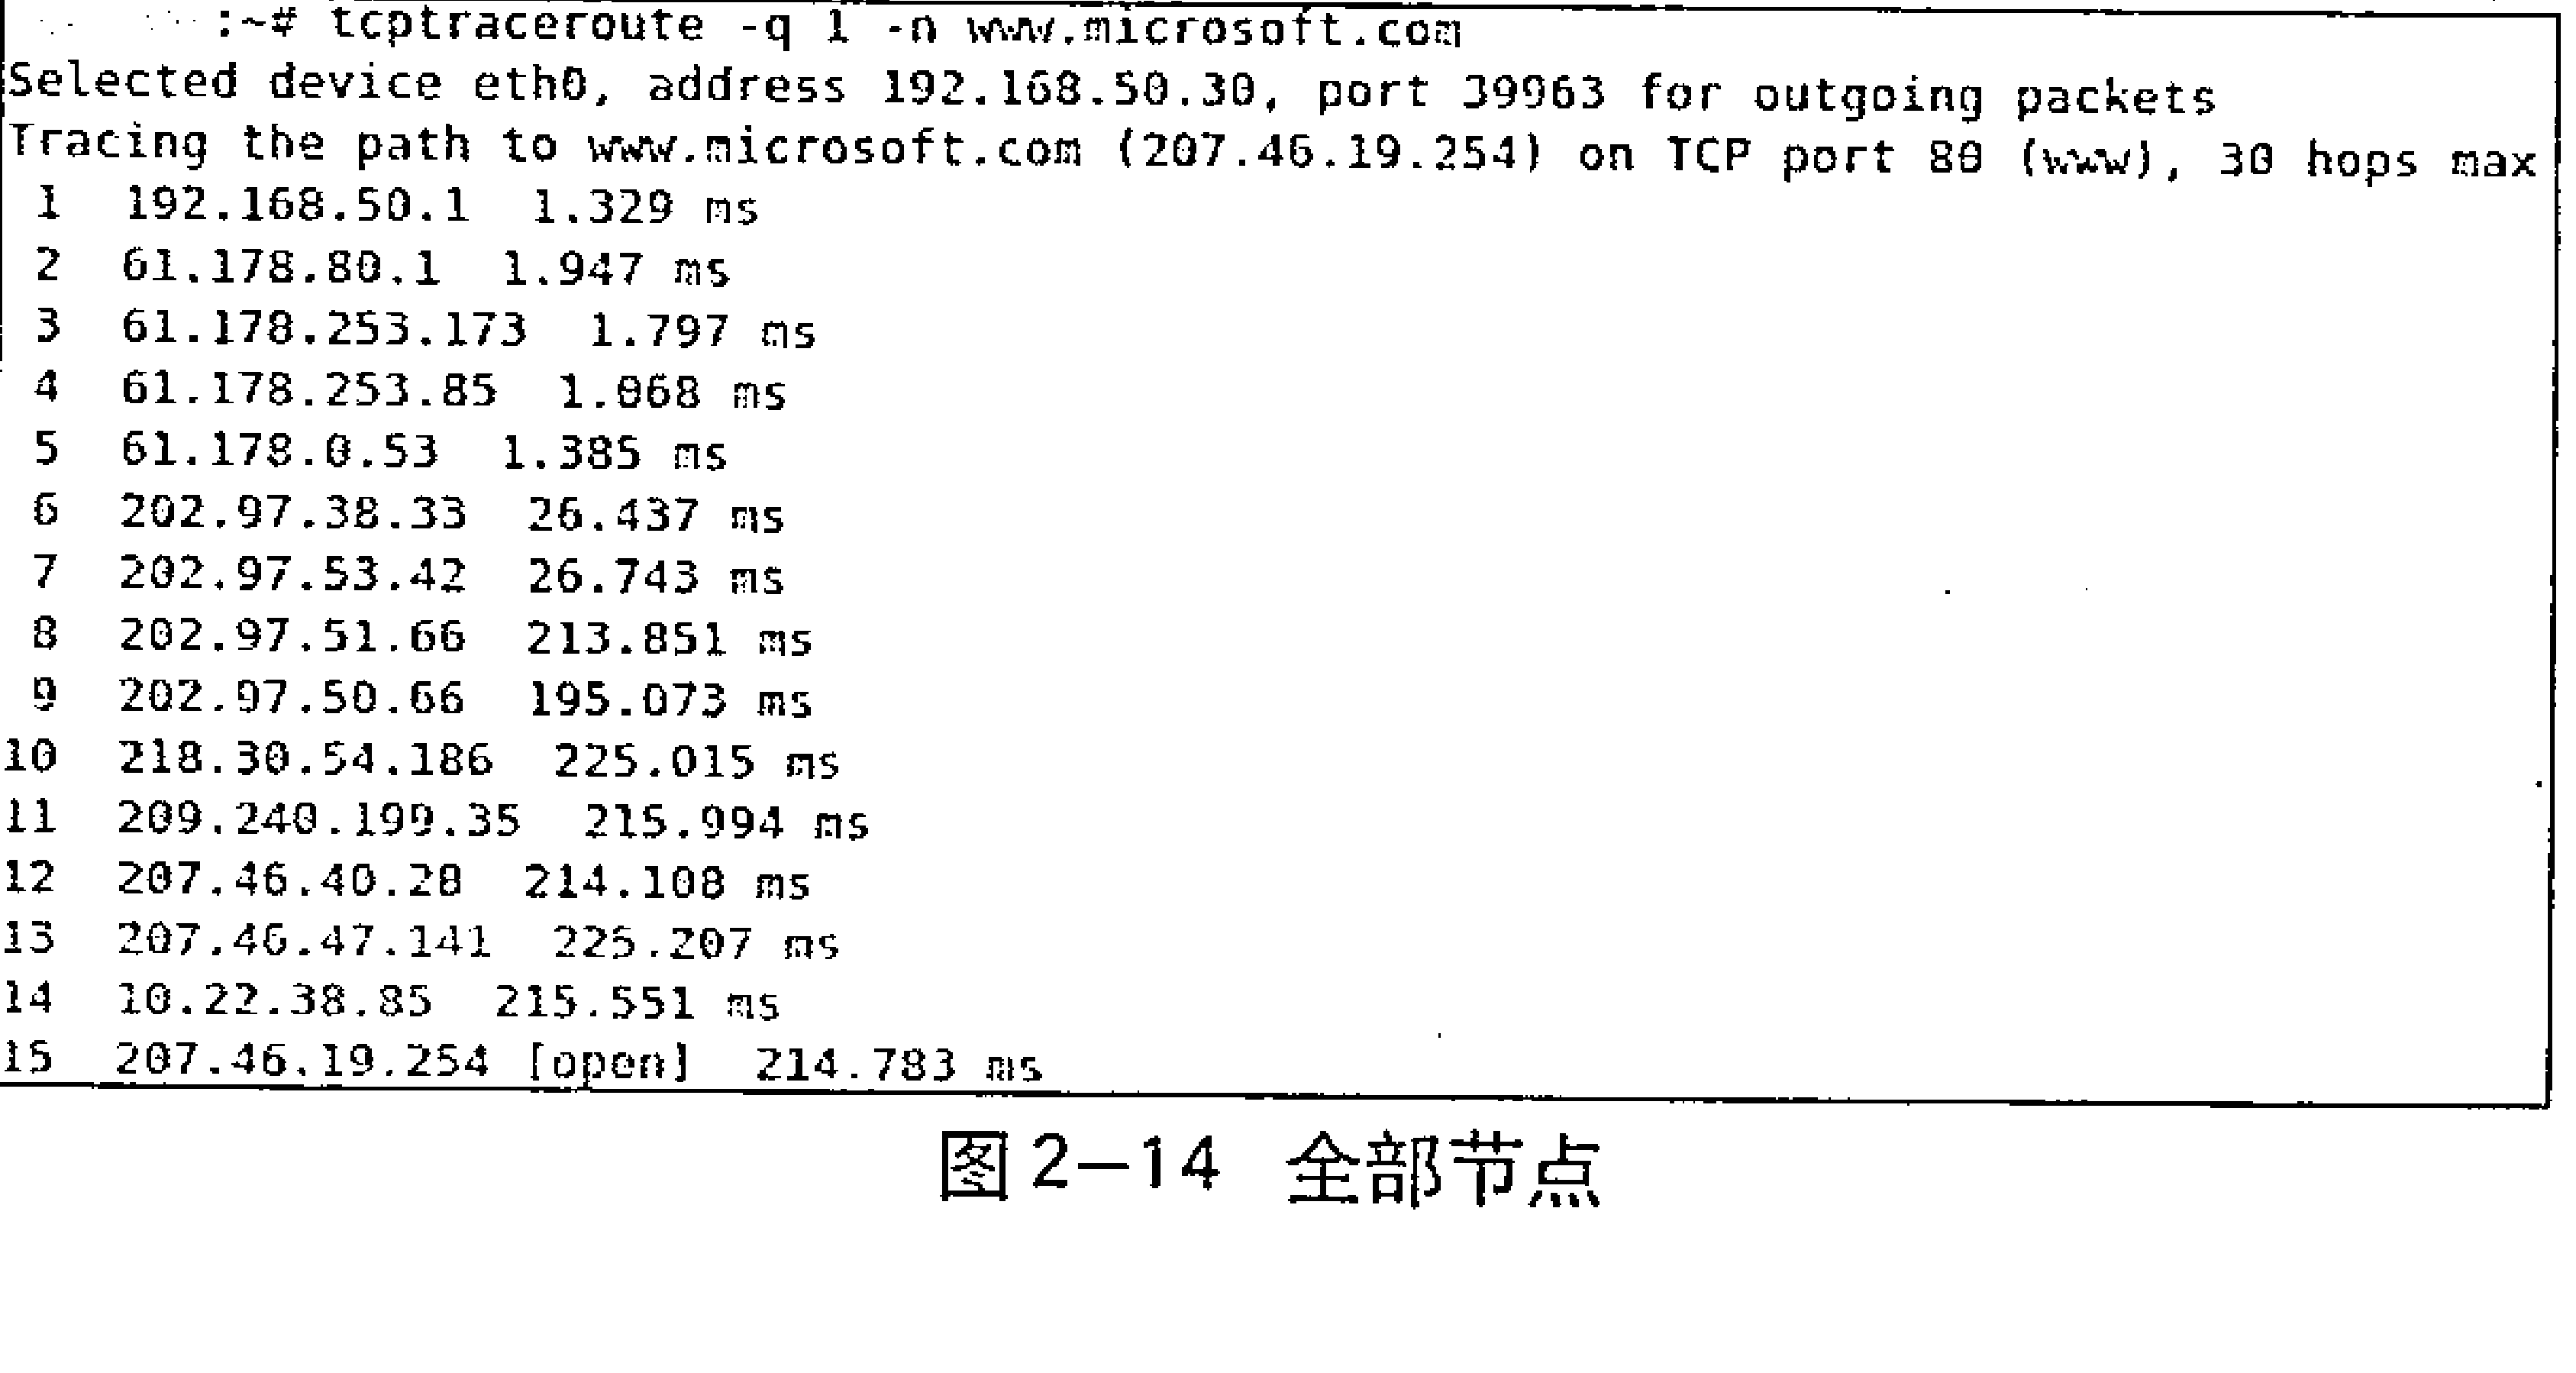 :~# tcptraceroute -q 1 -n www.microsoft.com
Selected device eth0, address 192.168.50.30, port 39963 for outgoing packets
Tracing the path to www.microsoft.com (207.46.19.254) on TCP port 80 (www), 30 hops max
1 192.168.50.1 1.329 ms
2 61.178.80.1 1.947 ms
3 61.178.253.173 1.797 ms
4 61.178.253.85 1.068 ms
5 61.178.0.53 1.385 ms
6 202.97.38.33 26.437 ms
7 202.97.53.42 26.743 ms
8 202.97.51.66 213.851 ms
9 202.97.50.66 195.073 ms
10 218.30.54.186 225.015 ms
11 209.240.199.35 215.994 ms
12 207.46.40.28 214.108 ms
13 207.46.47.141 225.207 ms
14 10.22.38.85 215.551 ms
15 207.46.19.254 [open] 214.783 ms
图2-14 全部节点